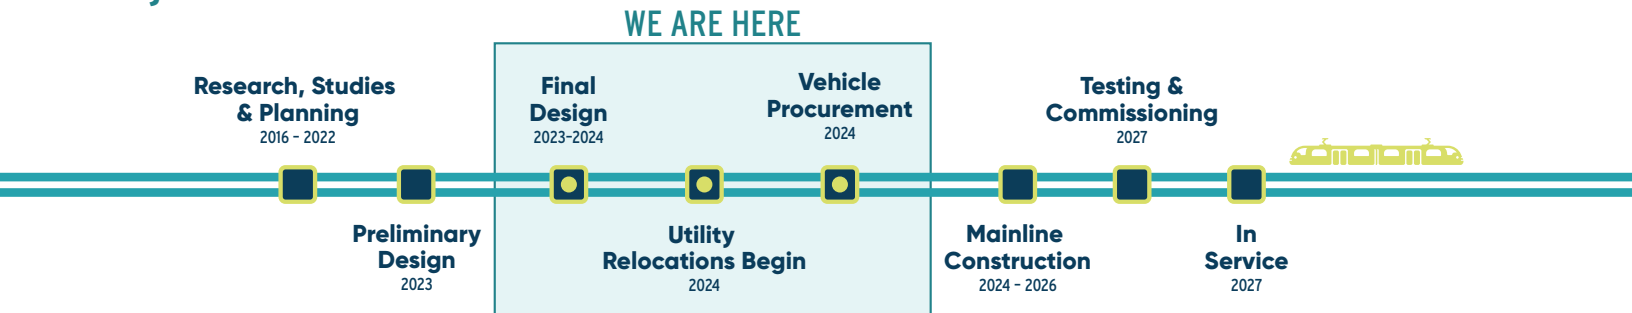 WE ARE HERE
Research, Studies
& Planning
2016 - 2022
Preliminary
Design
2023
Final
Design
2023-2024
Utility
Relocations Begin
2024
Vehicle
Procurement
2024
Mainline
Construction
2024 - 2026
Testing &
Commissioning
2027
In
Service
2027